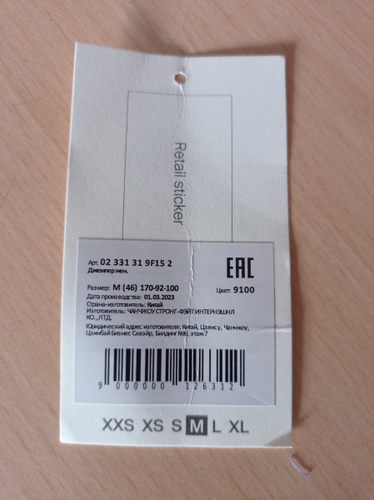 Retail sticker
Арт. 02 331 31 9F15 2
Джемпер жен.
EAC
Размер: M (46) 170-92-100
Цвет: 9100
Дата производства: 01.03.2023
Страна-изготовитель: Китай
Изготовитель: ЧАНЧЖОУ СТРОНГ-ФЭЙТ ИНТЕРНЭШНЛ
КО., ЛТД.
Юридический адрес изготовителя: Китай, Цзянсу, Чанчжоу,
Цзинбай Бизнес Сквэйр, Билдинг №6, этаж 7
9 000000 126312
XXS XS S M L XL